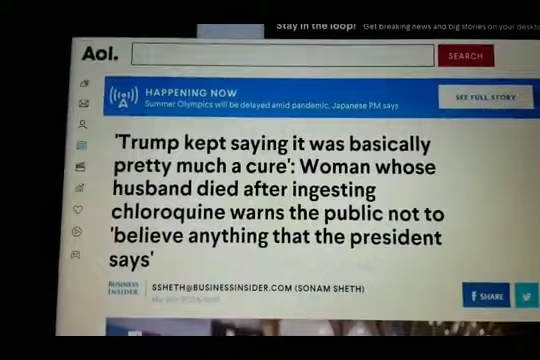 Stay in the loop! Get breaking news and big stories on your
Aol.
SEARCH
HAPPENING NOW
Summer Olympics will be delayed amid pandemic, Japanese PM says
SEE FULL STORY
'Trump kept saying it was basically
pretty much a cure': Woman whose
husband died after ingesting
chloroquine warns the public not to
'believe anything that the president
says'
BUSINESS
INSIDER
SSHETH@BUSINESSINSIDER.COM (SONAM SHETH)
SHARE